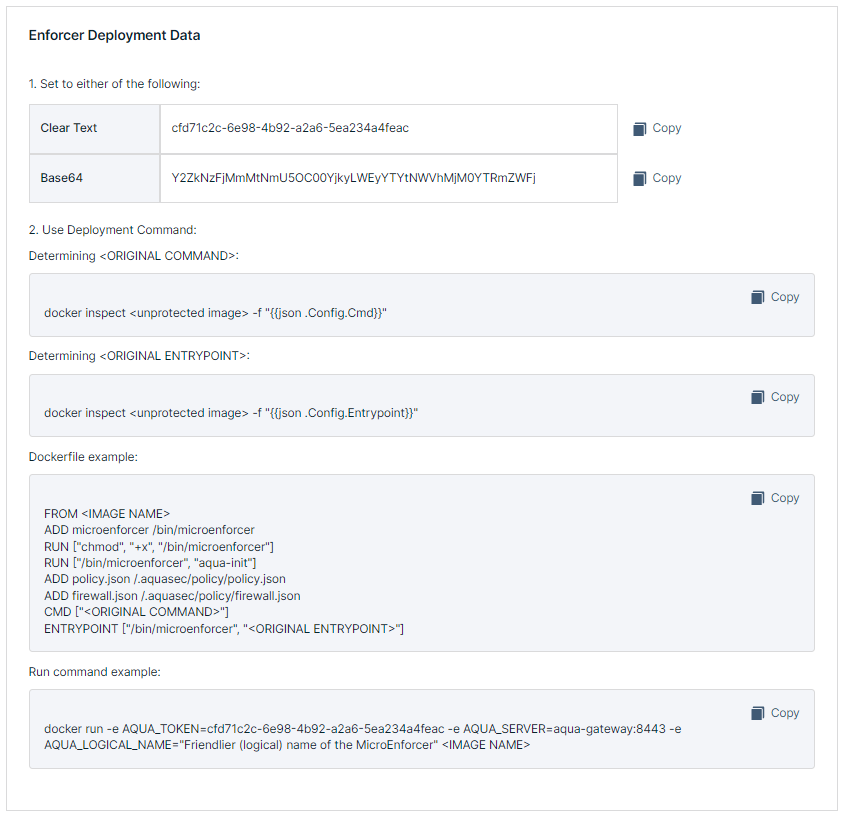 Enforcer Deployment Data
1. Set to either of the following:
Clear Text cfd71c2c-6e98-4b92-a2a6-5ea234a4feac Copy
Base64 Y2ZkNzFjMmMtNmU5OC00YjkyLWEyYTYtNWVhMjM0YTRmZWFj Copy
2. Use Deployment Command:
Determining <ORIGINAL COMMAND>:
Copy
docker inspect <unprotected image> -f "{{json .Config.Cmd}}"
Determining <ORIGINAL ENTRYPOINT>:
Copy
docker inspect <unprotected image> -f "{{json .Config.Entrypoint}}"
Dockerfile example:
Copy
FROM <IMAGE NAME>
ADD microenforcer /bin/microenforcer
RUN ["chmod", "+x", "/bin/microenforcer"]
RUN ["/bin/microenforcer", "aqua-init"]
ADD policy.json /.aquasec/policy/policy.json
ADD firewall.json /.aquasec/policy/firewall.json
CMD ["<ORIGINAL COMMAND>"]
ENTRYPOINT ["/bin/microenforcer", "<ORIGINAL ENTRYPOINT>"]
Run command example:
Copy
docker run -e AQUA_TOKEN=cfd71c2c-6e98-4b92-a2a6-5ea234a4feac -e AQUA_SERVER=aqua-gateway:8443 -e
AQUA_LOGICAL_NAME="Friendlier (logical) name of the MicroEnforcer" <IMAGE NAME>